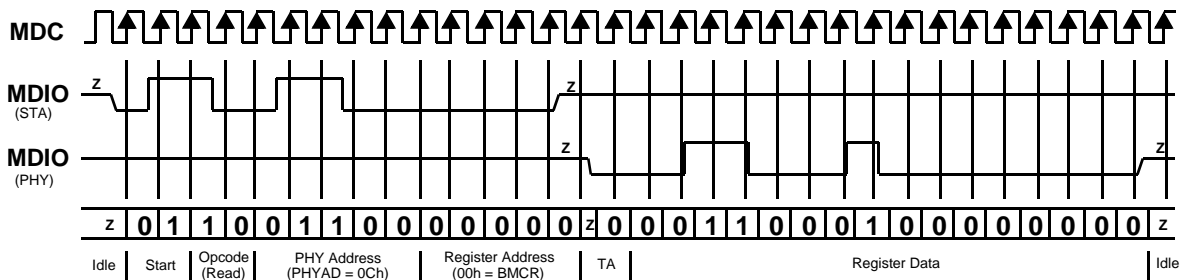 MDC
MDIO
(STA)
z
z
MDIO
(PHY)
z
z
z 0 1 1 0 0 1 1 0 0 0 0 0 0 0 z 0 0 0 1 1 0 0 0 1 0 0 0 0 0 0 0 0 z
Idle
Start
Opcode
(Read)
PHY Address
(PHYAD = 0Ch)
Register Address
(00h = BMCR)
TA
Register Data
Idle